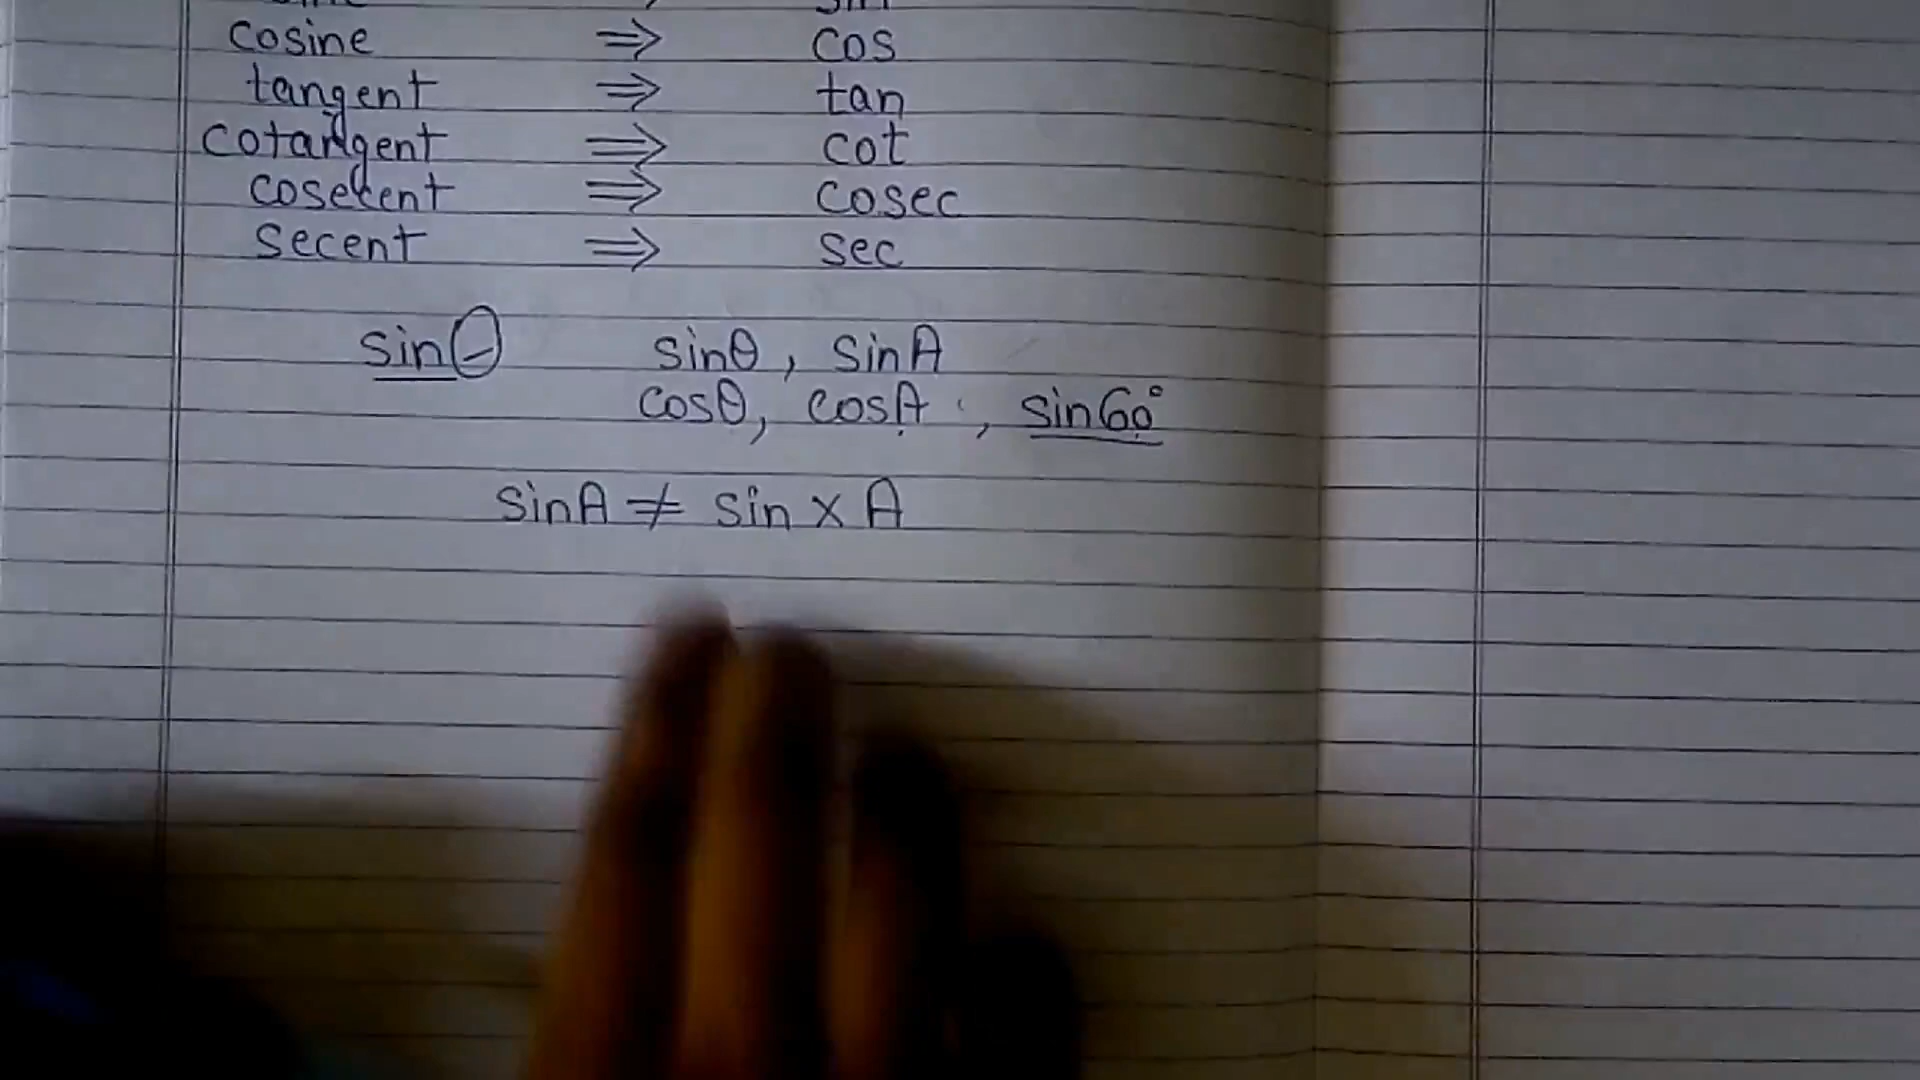 cosine ⇒ cos
tangent ⇒ tan
cotangent ⇒ cot
cosecent ⇒ cosec
secent ⇒ sec
sinθ sinθ, sinA
cosθ, cosA, sin60°
sinA ≠ sin × A